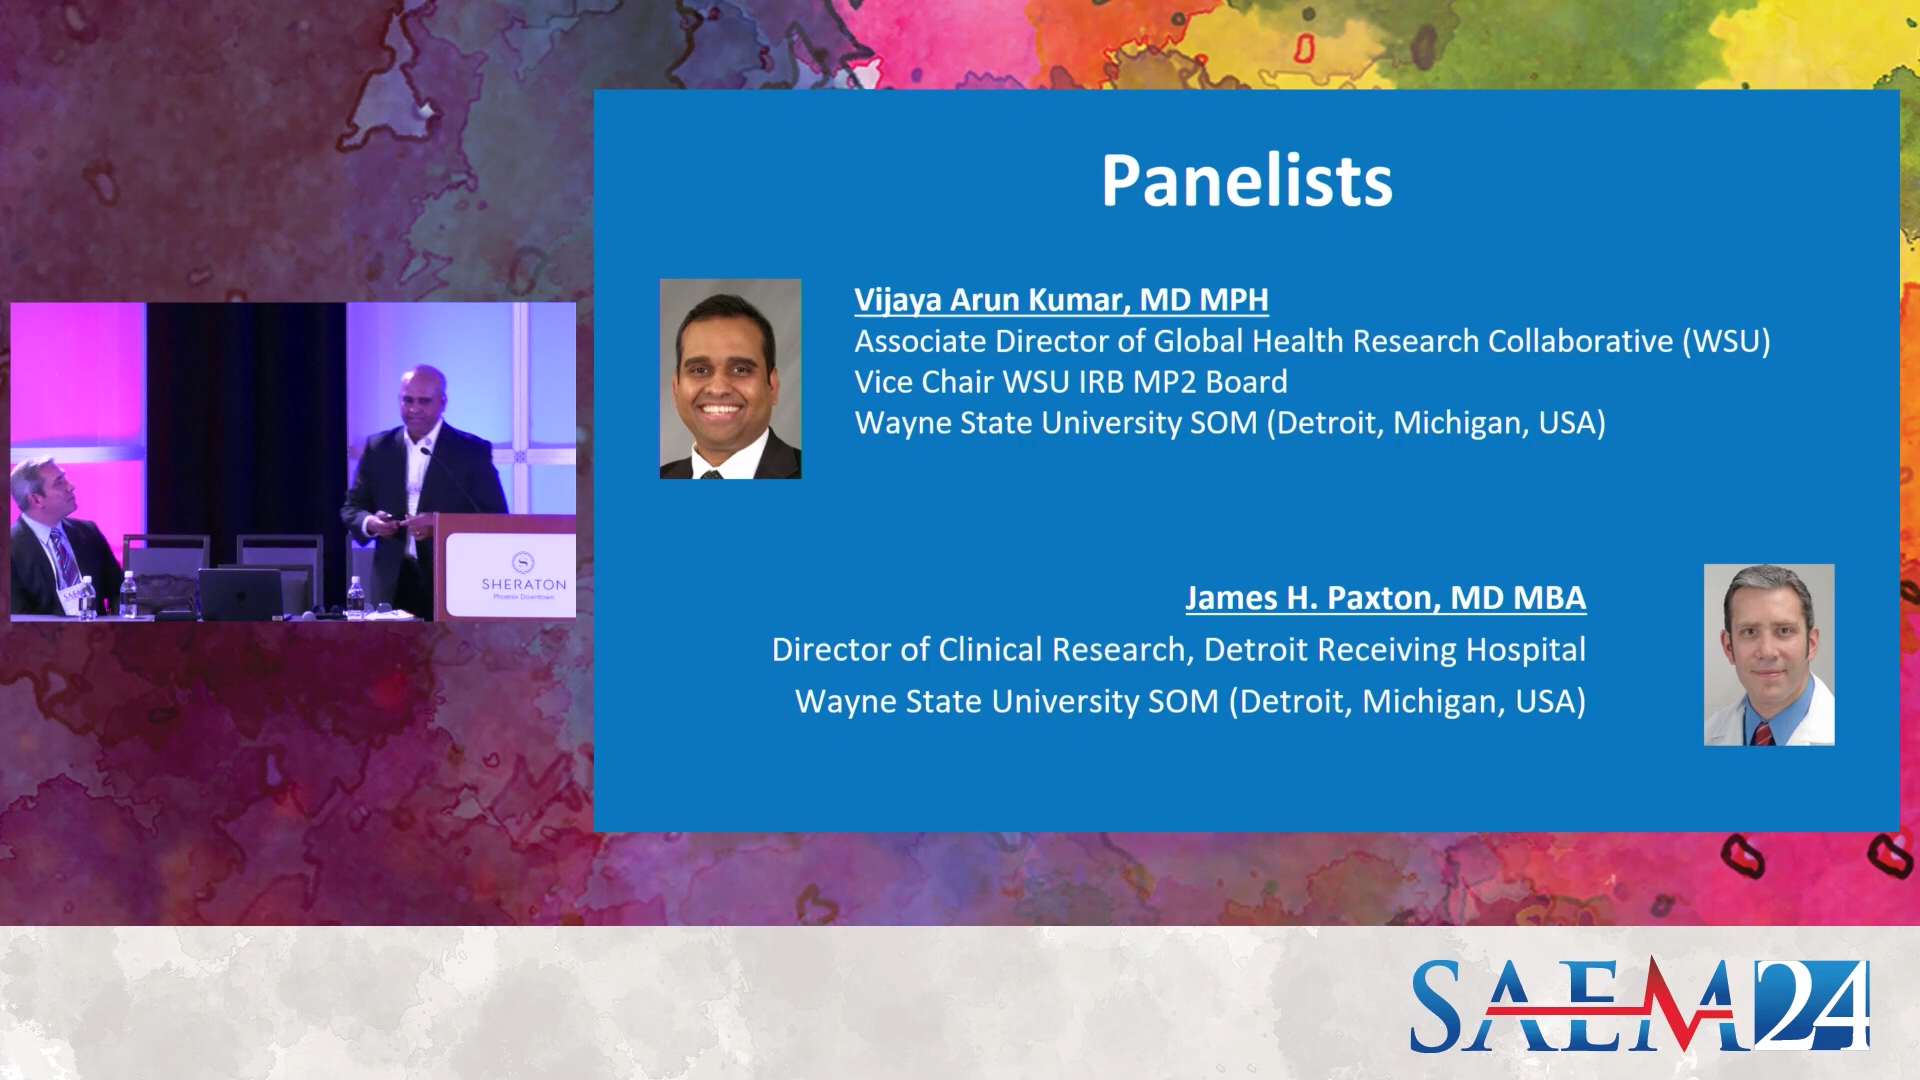 Panelists
Vijaya Arun Kumar, MD MPH
Associate Director of Global Health Research Collaborative (WSU)
Vice Chair WSU IRB MP2 Board
Wayne State University SOM (Detroit, Michigan, USA)
James H. Paxton, MD MBA
Director of Clinical Research, Detroit Receiving Hospital
Wayne State University SOM (Detroit, Michigan, USA)
S
SHERATON
Phoenix Downtown
SAEM24